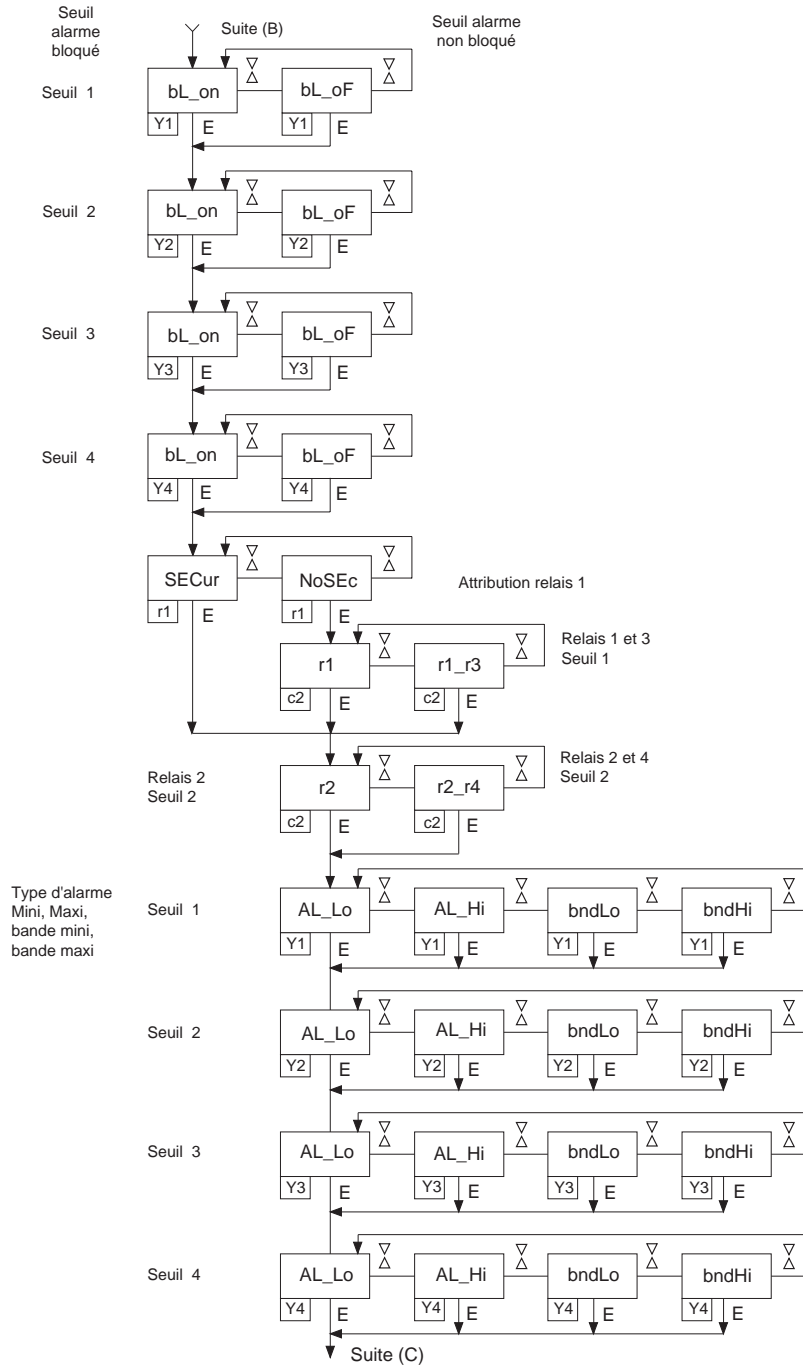 Seuil
alarme
bloqué
Suite (B)
Seuil alarme
non bloqué
Seuil 1
bL_on
bL_oF
Y1
E
Y1
E
Seuil 2
bL_on
bL_oF
Y2
E
Y2
E
Seuil 3
bL_on
bL_oF
Y3
E
Y3
E
Seuil 4
bL_on
bL_oF
Y4
E
Y4
E
SECur
NoSEc
Attribution relais 1
r1
E
r1
E
r1
r1_r3
Relais 1 et 3
Seuil 1
c2
E
c2
E
Relais 2
Seuil 2
r2
r2_r4
Relais 2 et 4
Seuil 2
c2
E
c2
E
Type d'alarme
Mini, Maxi,
bande mini,
bande maxi
Seuil 1
AL_Lo
AL_Hi
bndLo
bndHi
Y1
E
Y1
E
Y1
E
Y1
E
Seuil 2
AL_Lo
AL_Hi
bndLo
bndHi
Y2
E
Y2
E
Y2
E
Y2
E
Seuil 3
AL_Lo
AL_Hi
bndLo
bndHi
Y3
E
Y3
E
Y3
E
Y3
E
Seuil 4
AL_Lo
AL_Hi
bndLo
bndHi
Y4
E
Y4
E
Y4
E
Y4
E
Suite (C)